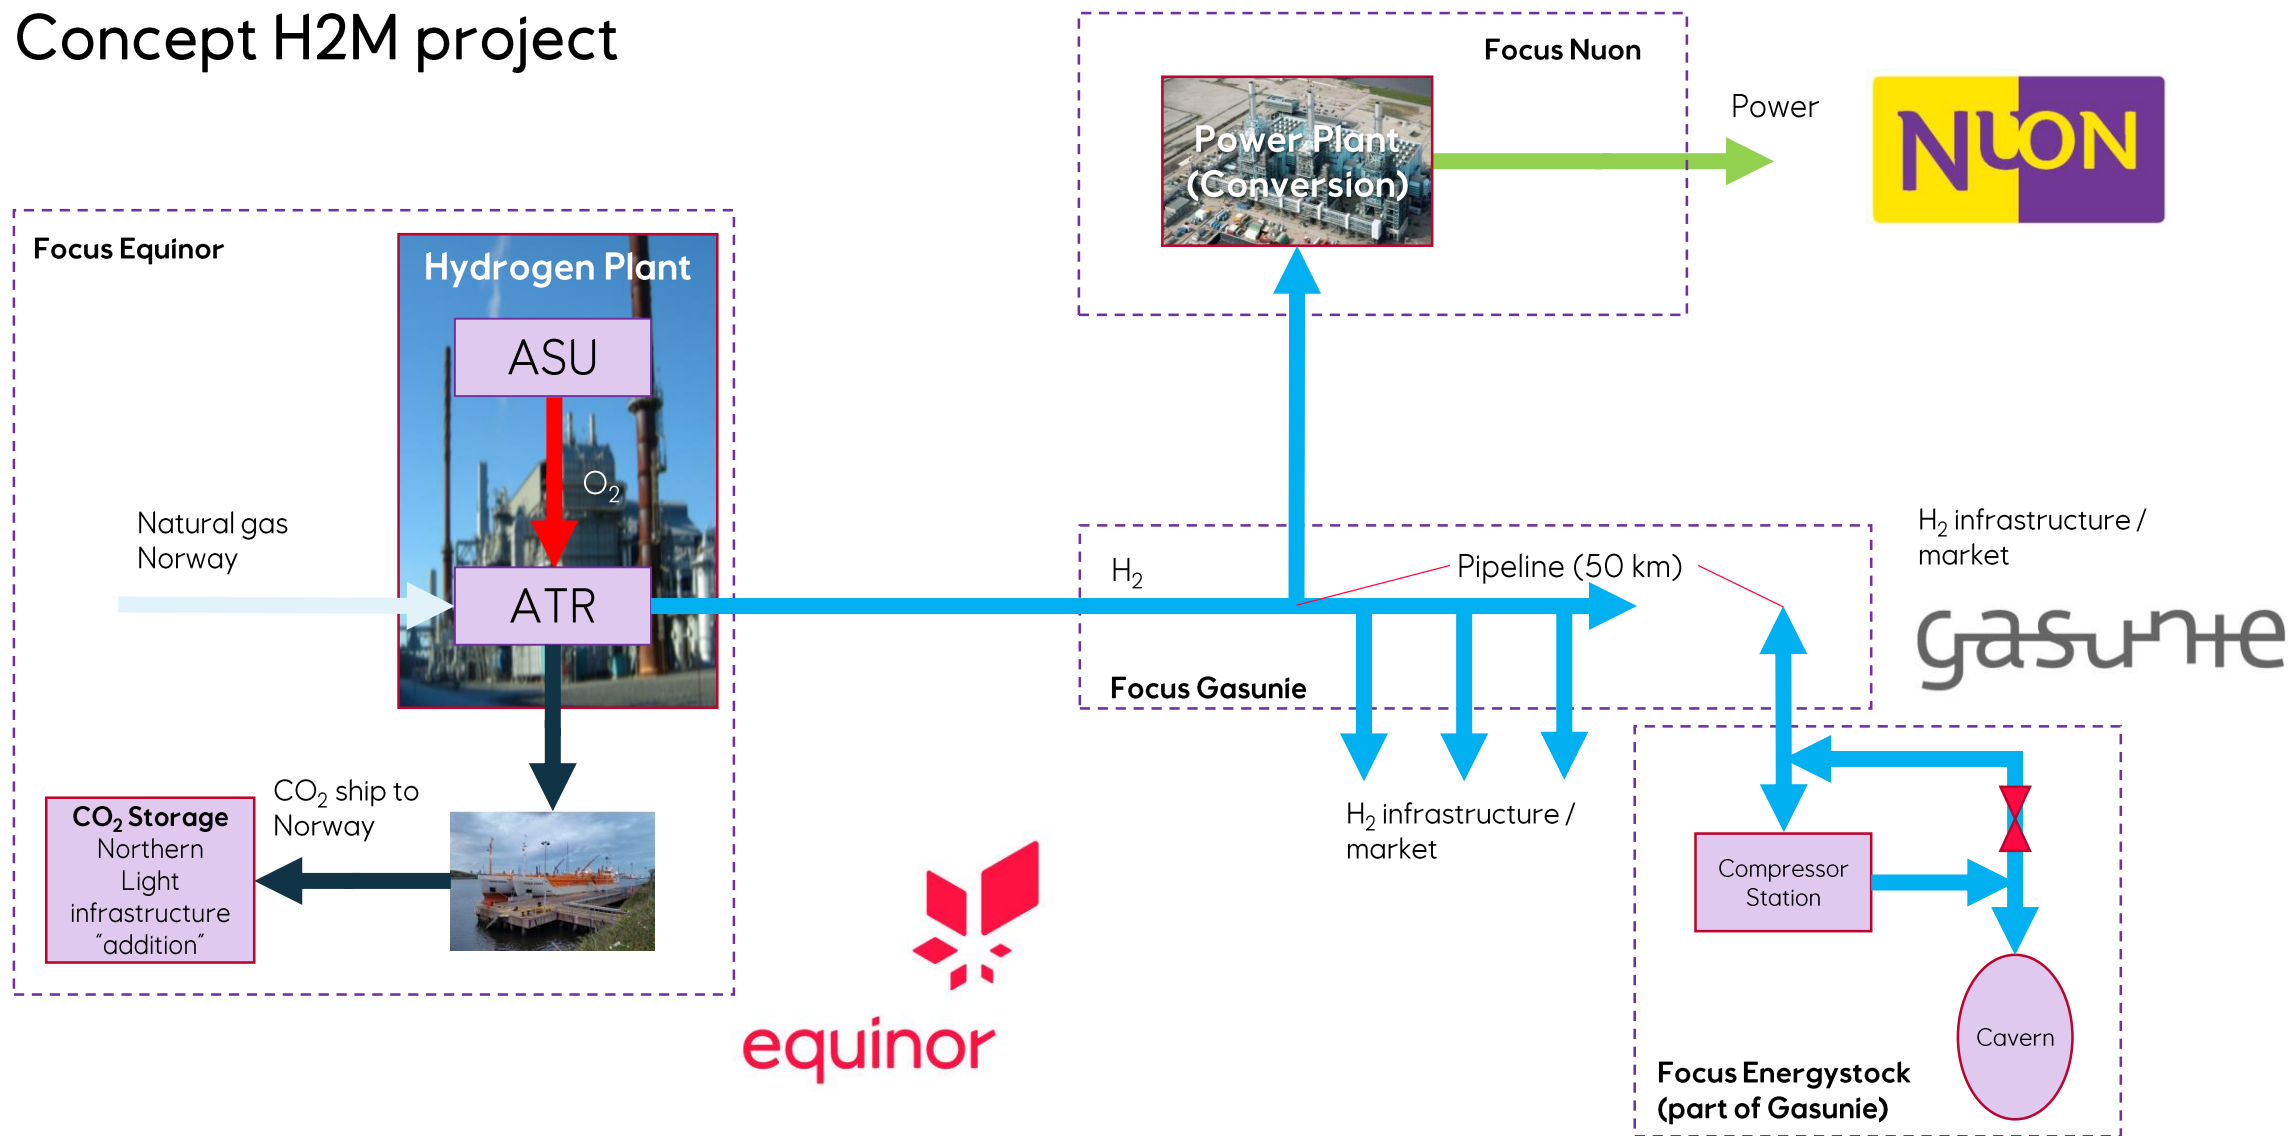 Concept H2M project
Focus Nuon
Power Plant
(Conversion)
Power
NUON
Focus Equinor
Hydrogen Plant
ASU
O₂
Natural gas
Norway
ATR
H₂
Pipeline (50 km)
Focus Gasunie
H₂ infrastructure /
market
gasunie
CO₂ ship to
Norway
CO₂ Storage
Northern
Light
infrastructure
“addition”
H₂ infrastructure /
market
equinor
Compressor
Station
Cavern
Focus Energystock
(part of Gasunie)